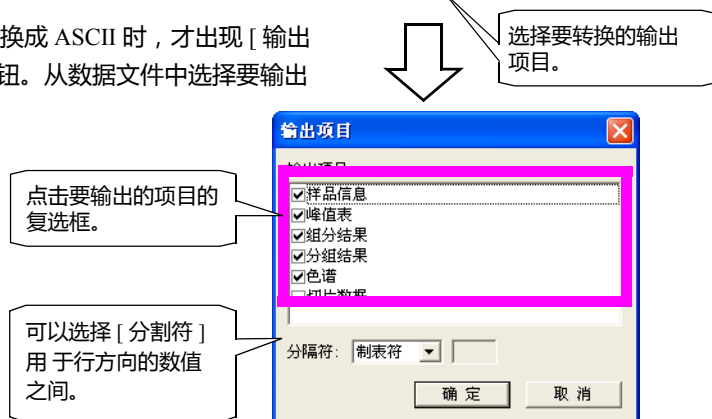 换成 ASCII 时，才出现 [ 输出
钮。从数据文件中选择要输出
选择要转换的输出
项目。
输出项目
点击要输出的项目的
复选框。
样品信息
峰值表
组分结果
分组结果
色谱
切片数据
可以选择 [ 分割符 ]
用 于行方向的数值
之间。
分隔符: 制表符
确 定 取 消